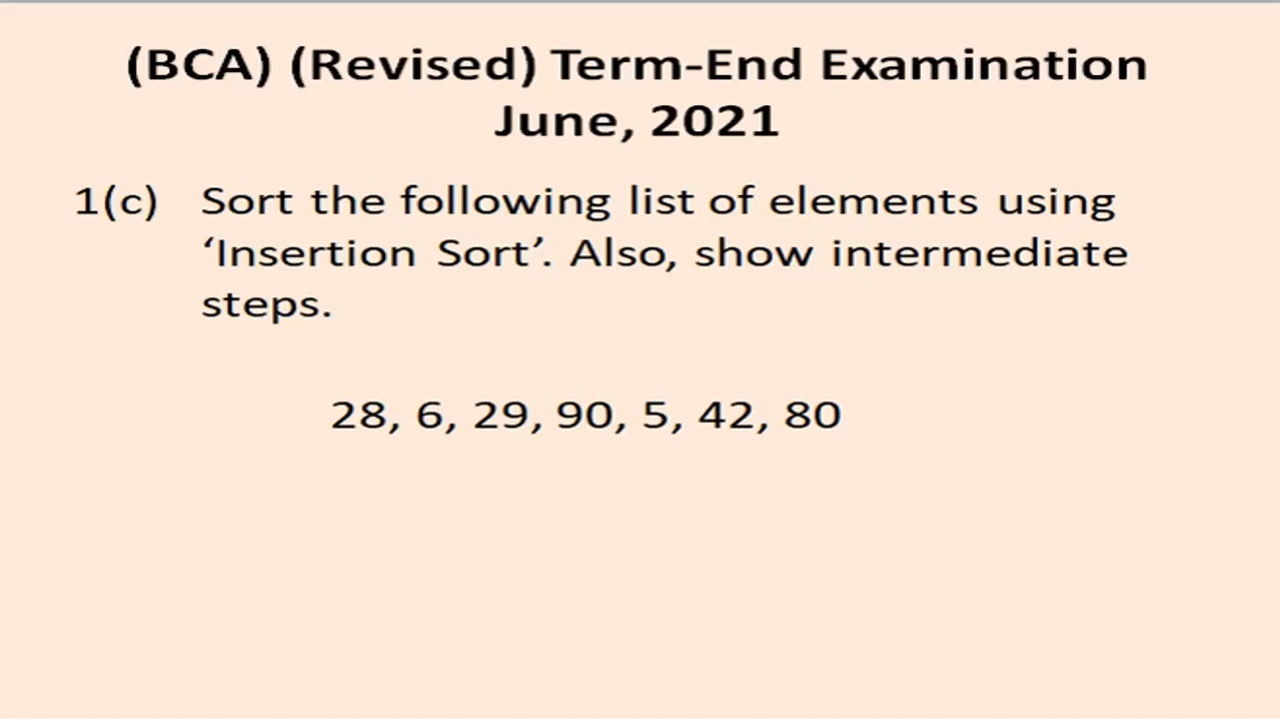 (BCA) (Revised) Term-End Examination
June, 2021
1(c) Sort the following list of elements using
‘Insertion Sort’. Also, show intermediate
steps.
28, 6, 29, 90, 5, 42, 80